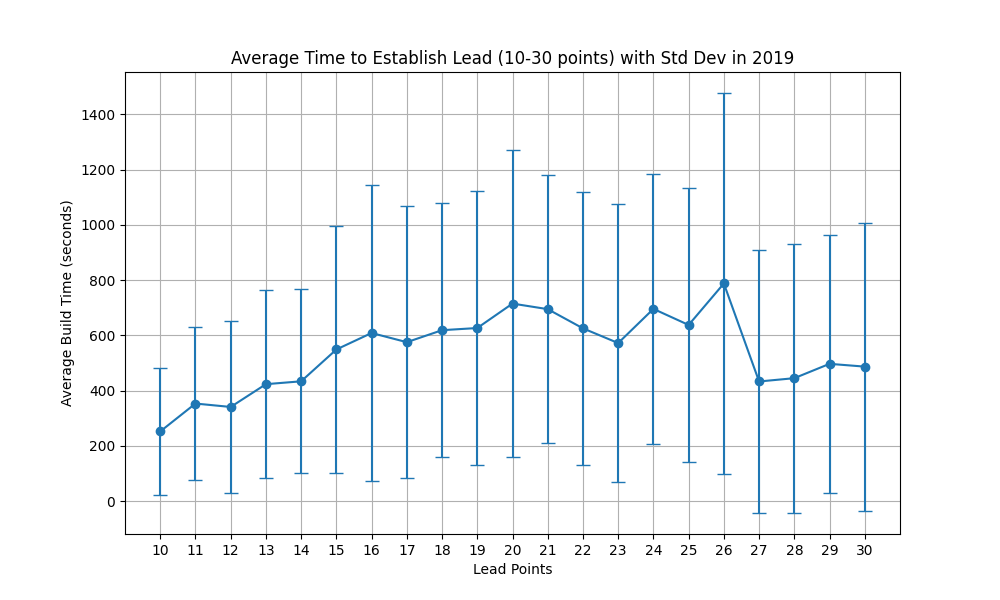 Average Time to Establish Lead (10-30 points) with Std Dev in 2019
Average Build Time (seconds)
1400
1200
1000
800
600
400
200
0
10 11 12 13 14 15 16 17 18 19 20 21 22 23 24 25 26 27 28 29 30
Lead Points